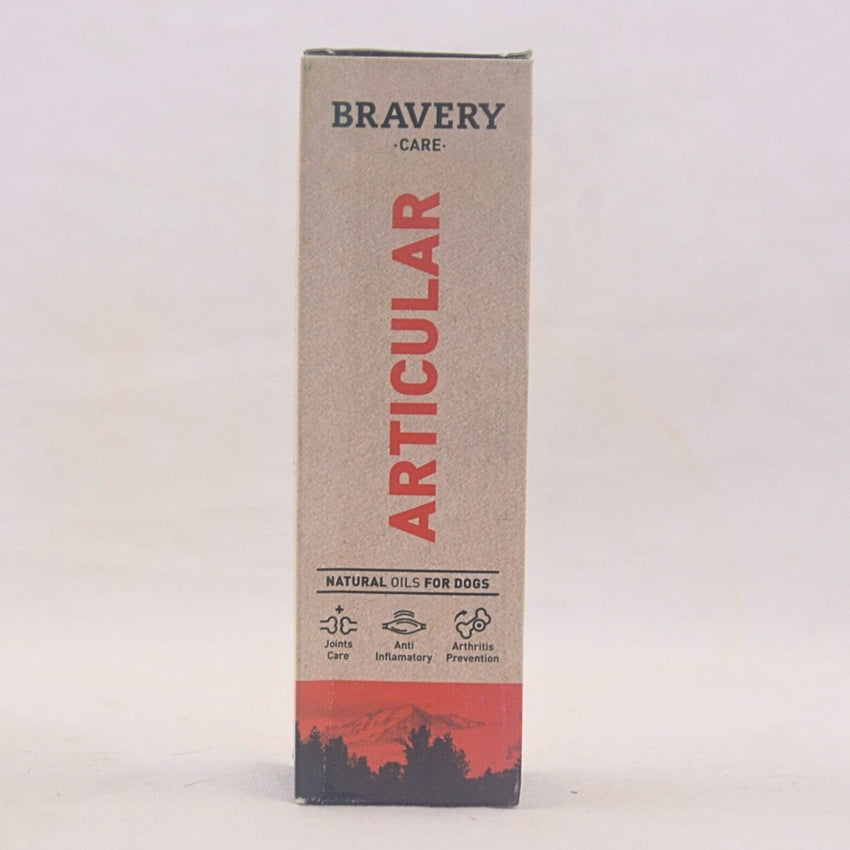 BRAVERY
·CARE·
ARTICULAR
NATURAL OILS FOR DOGS
Joints
Care
Anti
Inflamatory
Arthritis
Prevention